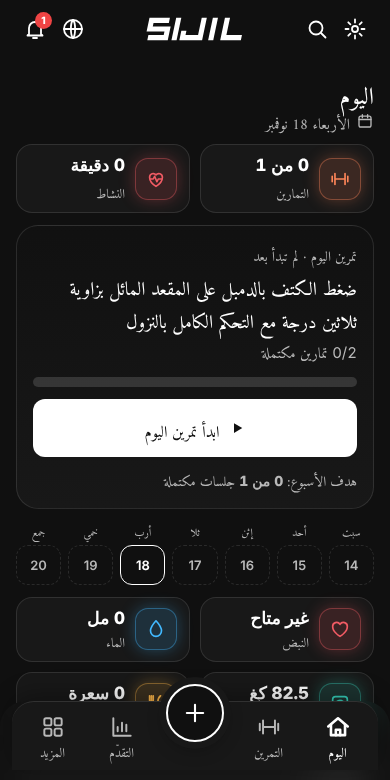 1
SIJIL
اليوم
الأربعاء 18 نوفمبر
0 من 1
التمارين
0 دقيقة
النشاط
تمرين اليوم · لم تبدأ بعد
ضغط الكتف بالدمبل على المقعد المائل بزاوية
ثلاثين درجة مع التحكم الكامل بالنزول
0/2 تمارين مكتملة
ابدأ تمرين اليوم
هدف الأسبوع: 0 من 1 جلسات مكتملة
سبت أحد إثن ثلا أرب خمي جمع
14 15 16 17 18 19 20
غير متاح
النبض
0 مل
الماء
82.5 كغ
0 سعرة
اليوم
التمرين
التقدّم
المزيد